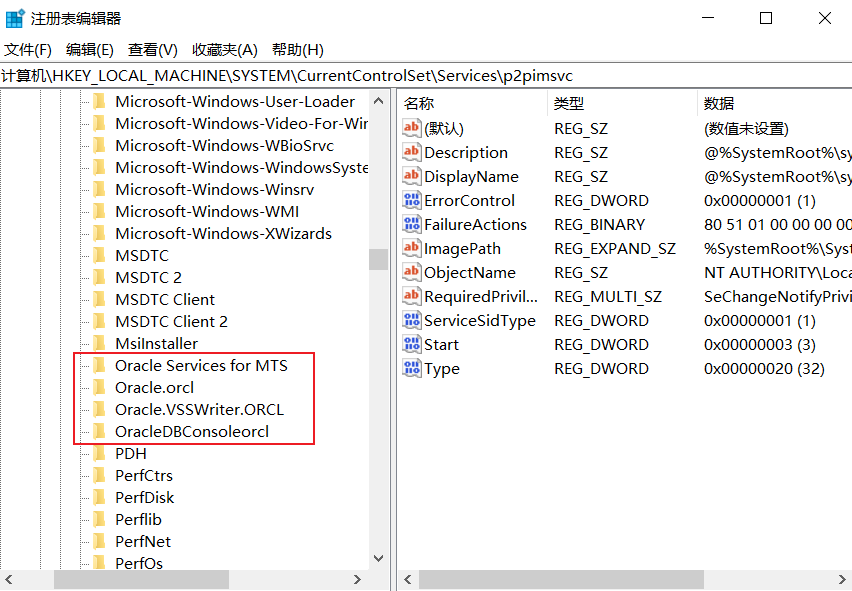 注册表编辑器
文件(F) 编辑(E) 查看(V) 收藏夹(A) 帮助(H)
计算机\HKEY_LOCAL_MACHINE\SYSTEM\CurrentControlSet\Services\p2pimsvc
Microsoft-Windows-User-Loader
Microsoft-Windows-Video-For-Wir
Microsoft-Windows-WBioSrvc
Microsoft-Windows-WindowsSyste
Microsoft-Windows-Winsrv
Microsoft-Windows-WMI
Microsoft-Windows-XWizards
MSDTC
MSDTC 2
MSDTC Client
MSDTC Client 2
MsiInstaller
Oracle Services for MTS
Oracle.orcl
Oracle.VSSWriter.ORCL
OracleDBConsoleorcl
PDH
PerfCtrs
PerfDisk
Perflib
PerfNet
PerfOs
名称 类型 数据
(默认) REG_SZ (数值未设置)
Description REG_SZ @%SystemRoot%\sy
DisplayName REG_SZ @%SystemRoot%\sy
ErrorControl REG_DWORD 0x00000001 (1)
FailureActions REG_BINARY 80 51 01 00 00 00 00
ImagePath REG_EXPAND_SZ %SystemRoot%\Syst
ObjectName REG_SZ NT AUTHORITY\Loca
RequiredPrivil... REG_MULTI_SZ SeChangeNotifyPrivi
ServiceSidType REG_DWORD 0x00000001 (1)
Start REG_DWORD 0x00000003 (3)
Type REG_DWORD 0x00000020 (32)